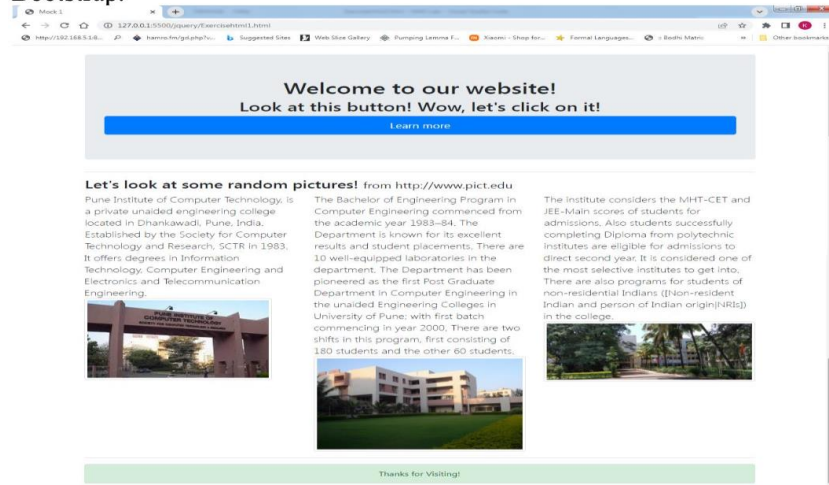 Bootstrap.
Mock 1
127.0.0.1:5500/jquery/Exercisehtml1.html
http://192.168.5.1:8...
hamro.fm/gsl.php?c...
Suggested Sites
Web Slice Gallery
Pumping Lemma F...
Xiaomi - Shop for...
Formal Languages...
Other bookmarks
Welcome to our website!
Look at this button! Wow, let's click on it!
Learn more
Let's look at some random pictures! from http://www.pict.edu
Pune Institute of Computer Technology, is
a private unaided engineering college
located in Dhankawadi, Pune, India.
Established by the Society for Computer
Technology and Research, SCTR in 1983.
It offers degrees in Information
Technology, Computer Engineering and
Electronics and Telecommunication
Engineering.
PUNE INSTITUTE OF
COMPUTER TECHNOLOGY
The Bachelor of Engineering Program in
Computer Engineering commenced from
the academic year 1983–84. The
Department is known for its excellent
results and student placements. There are
10 well-equipped laboratories in the
department. The Department has been
pioneered as the first Post Graduate
Department in Computer Engineering in
the unaided Engineering Colleges in
University of Pune; with first batch
commencing in year 2000. There are two
shifts in this program, first consisting of
180 students and the other 60 students.
The institute considers the MHT-CET and
JEE-Main scores of students for
admissions. Also students successfully
completing Diploma from polytechnic
institutes are eligible for admissions to
direct second year. It is considered one of
the most selective institutes to get into.
There are also programs for students of
non-residential Indians ([Non-resident
Indian and person of Indian origin|NRIs])
in the college.
Thanks for Visiting!